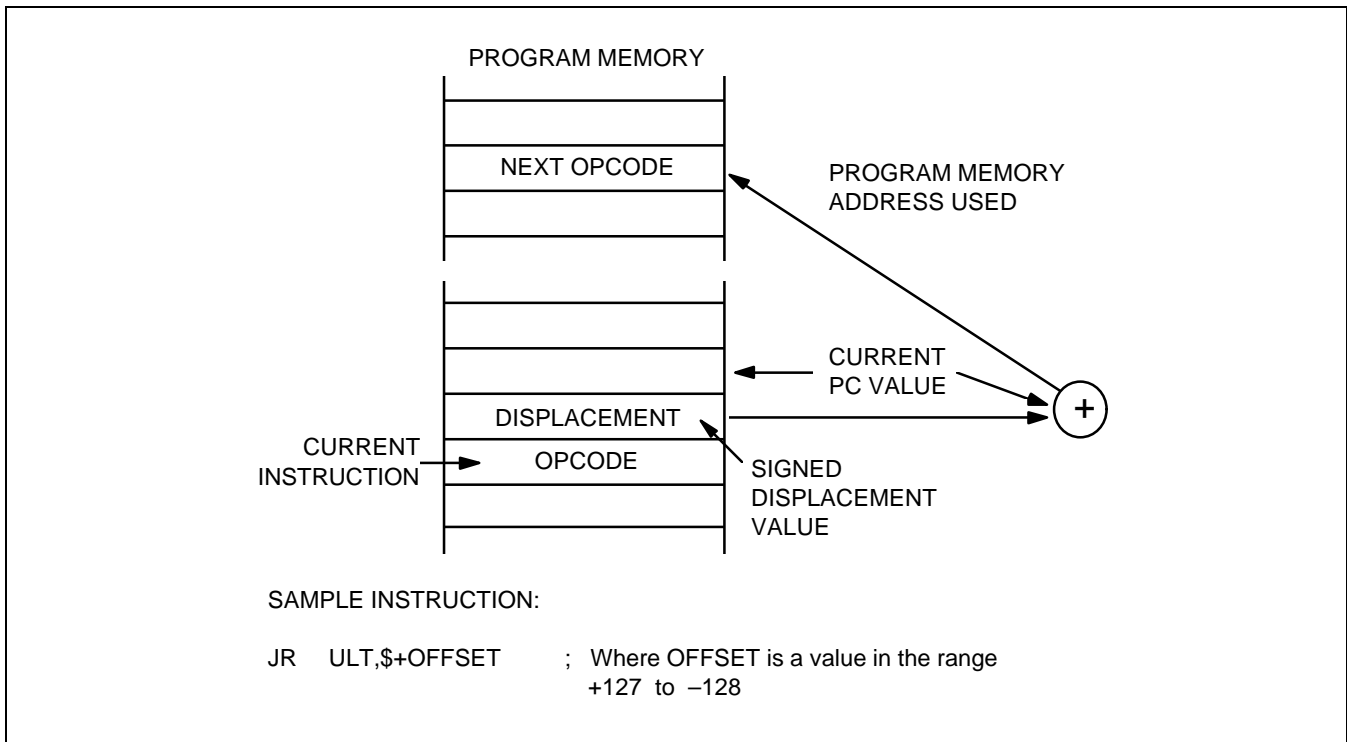 PROGRAM MEMORY
NEXT OPCODE
PROGRAM MEMORY
ADDRESS USED
CURRENT
PC VALUE
+
DISPLACEMENT
CURRENT
INSTRUCTION
OPCODE
SIGNED
DISPLACEMENT
VALUE
SAMPLE INSTRUCTION:
JR ULT,$+OFFSET ; Where OFFSET is a value in the range
+127 to –128